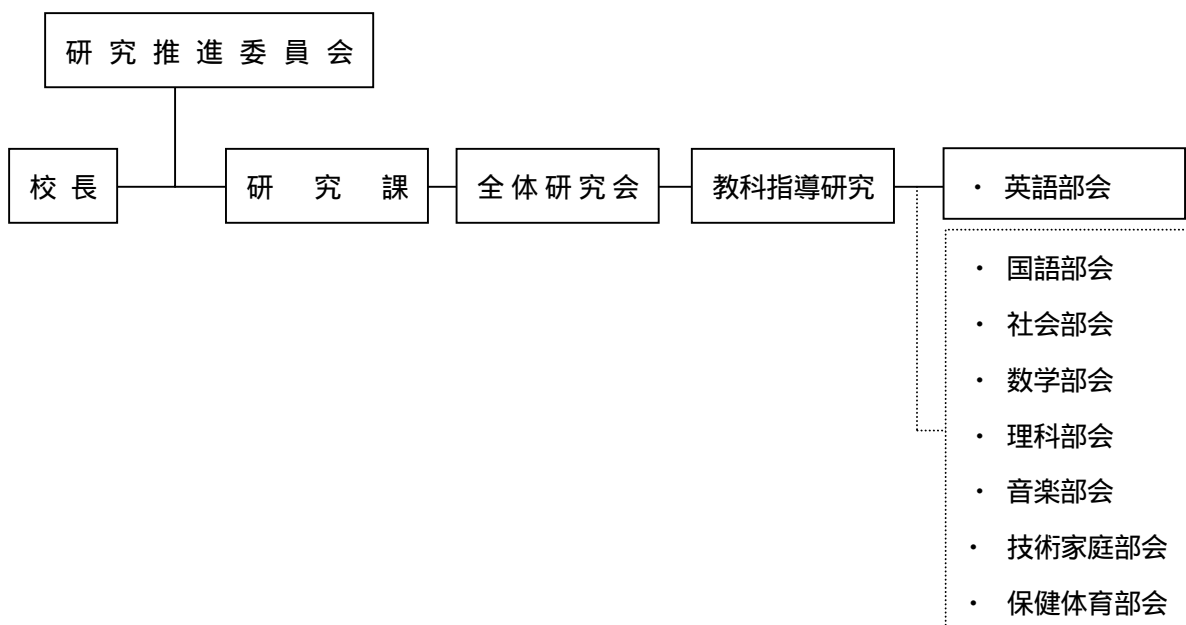 研究推進委員会
校長
研究課
全体研究会
教科指導研究
・ 英語部会
・ 国語部会
・ 社会部会
・ 数学部会
・ 理科部会
・ 音楽部会
・ 技術家庭部会
・ 保健体育部会